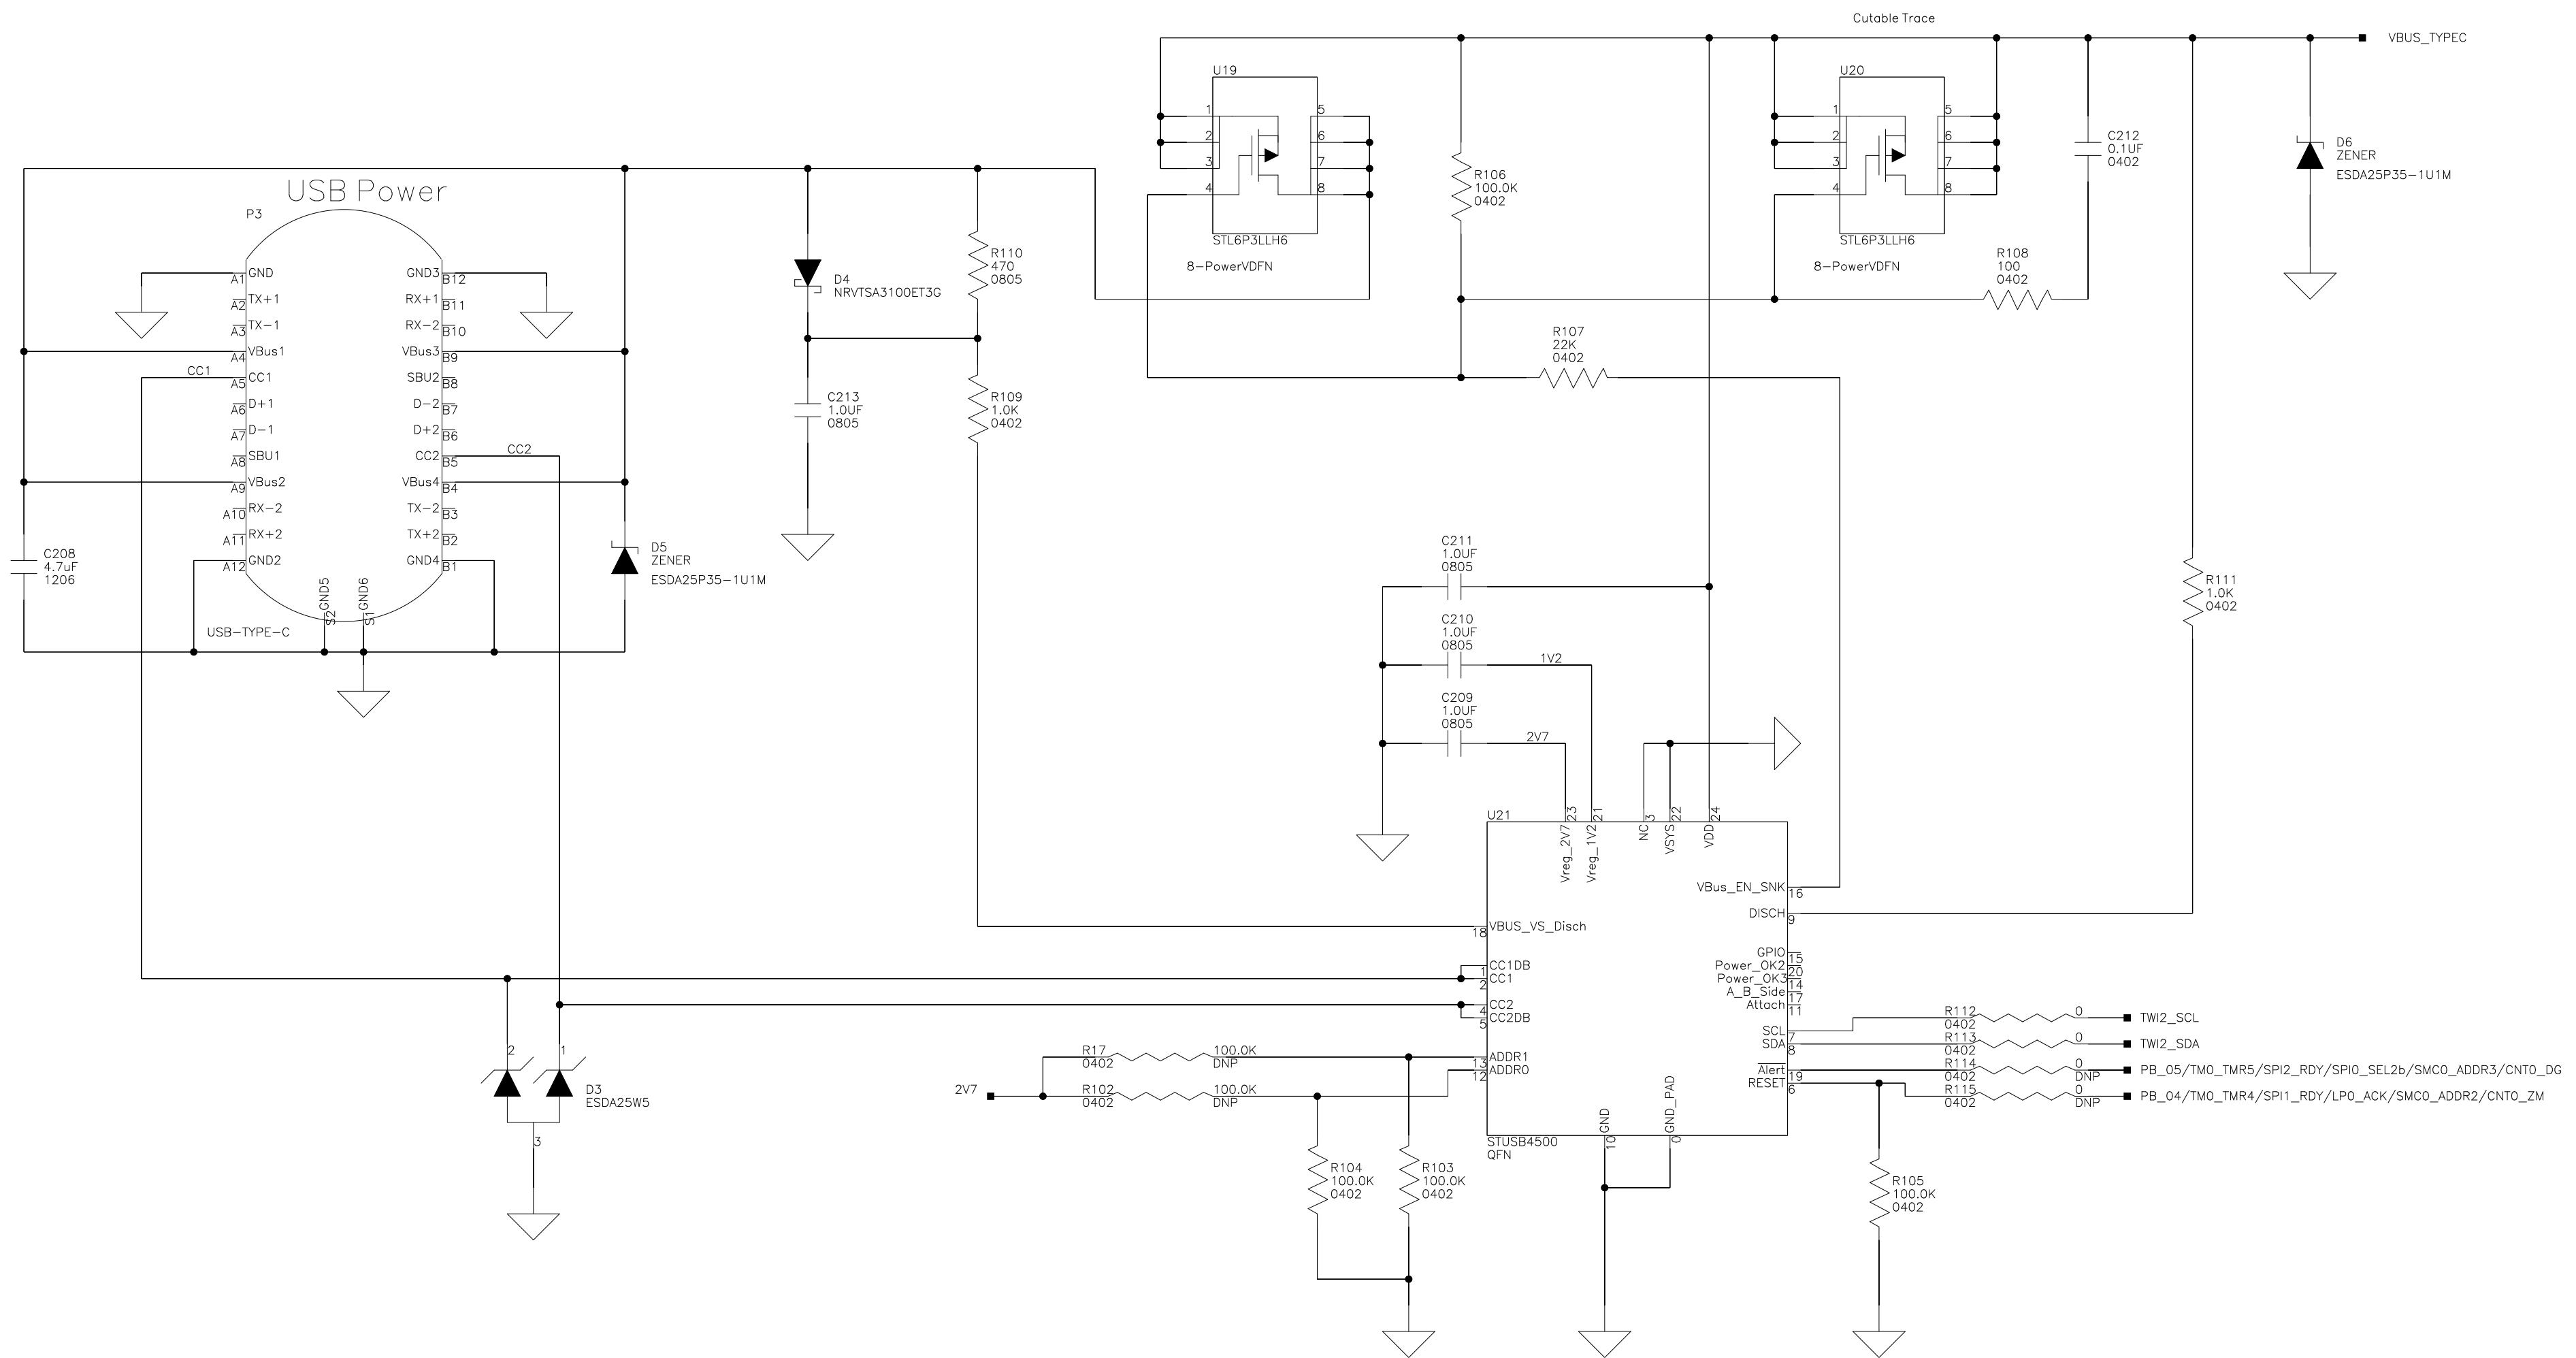 Cutable Trace
VBUS_TYPEC
U19
1
2
3
4
5
6
7
8
STL6P3LLH6
8-PowerVDFN
R106
100.0K
0402
U20
1
2
3
4
5
6
7
8
STL6P3LLH6
8-PowerVDFN
C212
0.1UF
0402
R108
100
0402
D6
ZENER
ESDA25P35-1U1M
USB Power
P3
GND
A1
TX+1
A2
TX-1
A3
VBus1
A4
CC1
CC1
A5
D+1
A6
D-1
A7
SBU1
A8
VBus2
A9
RX-2
A10
RX+2
A11
GND2
A12
GND3
B12
RX+1
B11
RX-2
B10
VBus3
B9
SBU2
B8
D-2
B7
D+2
B6
CC2
CC2
B5
VBus4
B4
TX-2
B3
TX+2
B2
GND4
B1
GND5
S2
GND6
S1
USB-TYPE-C
C208
4.7uF
1206
D5
ZENER
ESDA25P35-1U1M
D4
NRVTSA3100ET3G
R110
470
0805
C213
1.0UF
0805
R109
1.0K
0402
R107
22K
0402
C211
1.0UF
0805
C210
1.0UF
0805
1V2
C209
1.0UF
0805
2V7
R111
1.0K
0402
U21
Vreg_2V7
23
Vreg_1V2
21
NC
3
VSYS
22
VDD
24
VBus_EN_SNK
16
DISCH
9
VBUS_VS_Disch
18
GPIO
15
Power_OK2
20
Power_OK3
14
A_B_Side
17
Attach
11
CC1DB
1
CC1
2
CC2
4
CC2DB
5
SCL
7
SDA
8
Alert
19
RESET
6
ADDR1
13
ADDR0
12
GND
10
GND_PAD
0
STUSB4500
QFN
2
1
3
D3
ESDA25W5
2V7
R17
0402
100.0K
DNP
R102
0402
100.0K
DNP
R104
100.0K
0402
R103
100.0K
0402
R105
100.0K
0402
R112
0402
0
TWI2_SCL
R113
0402
0
TWI2_SDA
R114
0402
0
DNP
PB_05/TM0_TMR5/SPI2_RDY/SPI0_SEL2b/SMC0_ADDR3/CNT0_DG
R115
0402
0
DNP
PB_04/TM0_TMR4/SPI1_RDY/LP0_ACK/SMC0_ADDR2/CNT0_ZM